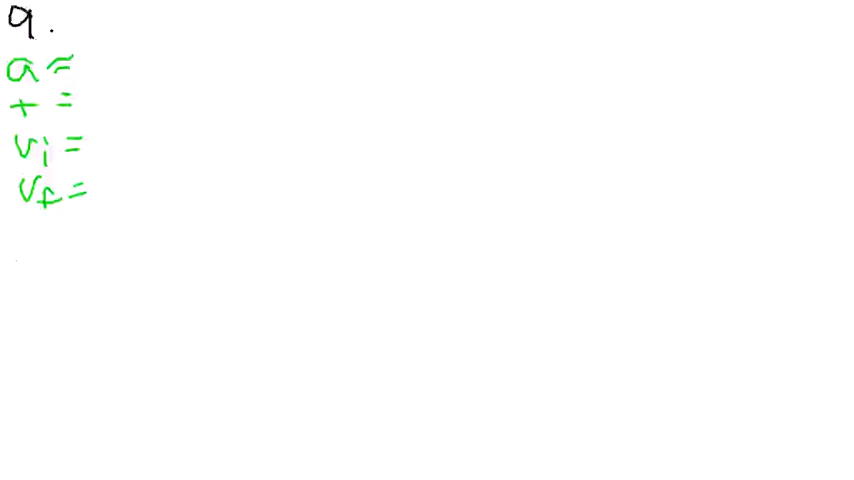 9.
a =
t =
vi =
vf =